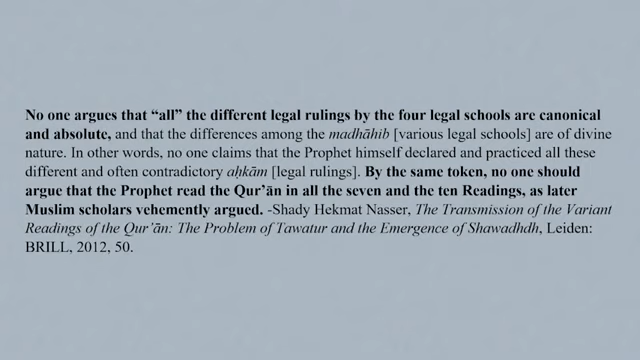 No one argues that “all” the different legal rulings by the four legal schools are canonical
and absolute, and that the differences among the madhāhib [various legal schools] are of divine
nature. In other words, no one claims that the Prophet himself declared and practiced all these
different and often contradictory aḥkām [legal rulings]. By the same token, no one should
argue that the Prophet read the Qur’ān in all the seven and the ten Readings, as later
Muslim scholars vehemently argued. -Shady Hekmat Nasser, The Transmission of the Variant
Readings of the Qur’ān: The Problem of Tawatur and the Emergence of Shawadhdh, Leiden:
BRILL, 2012, 50.